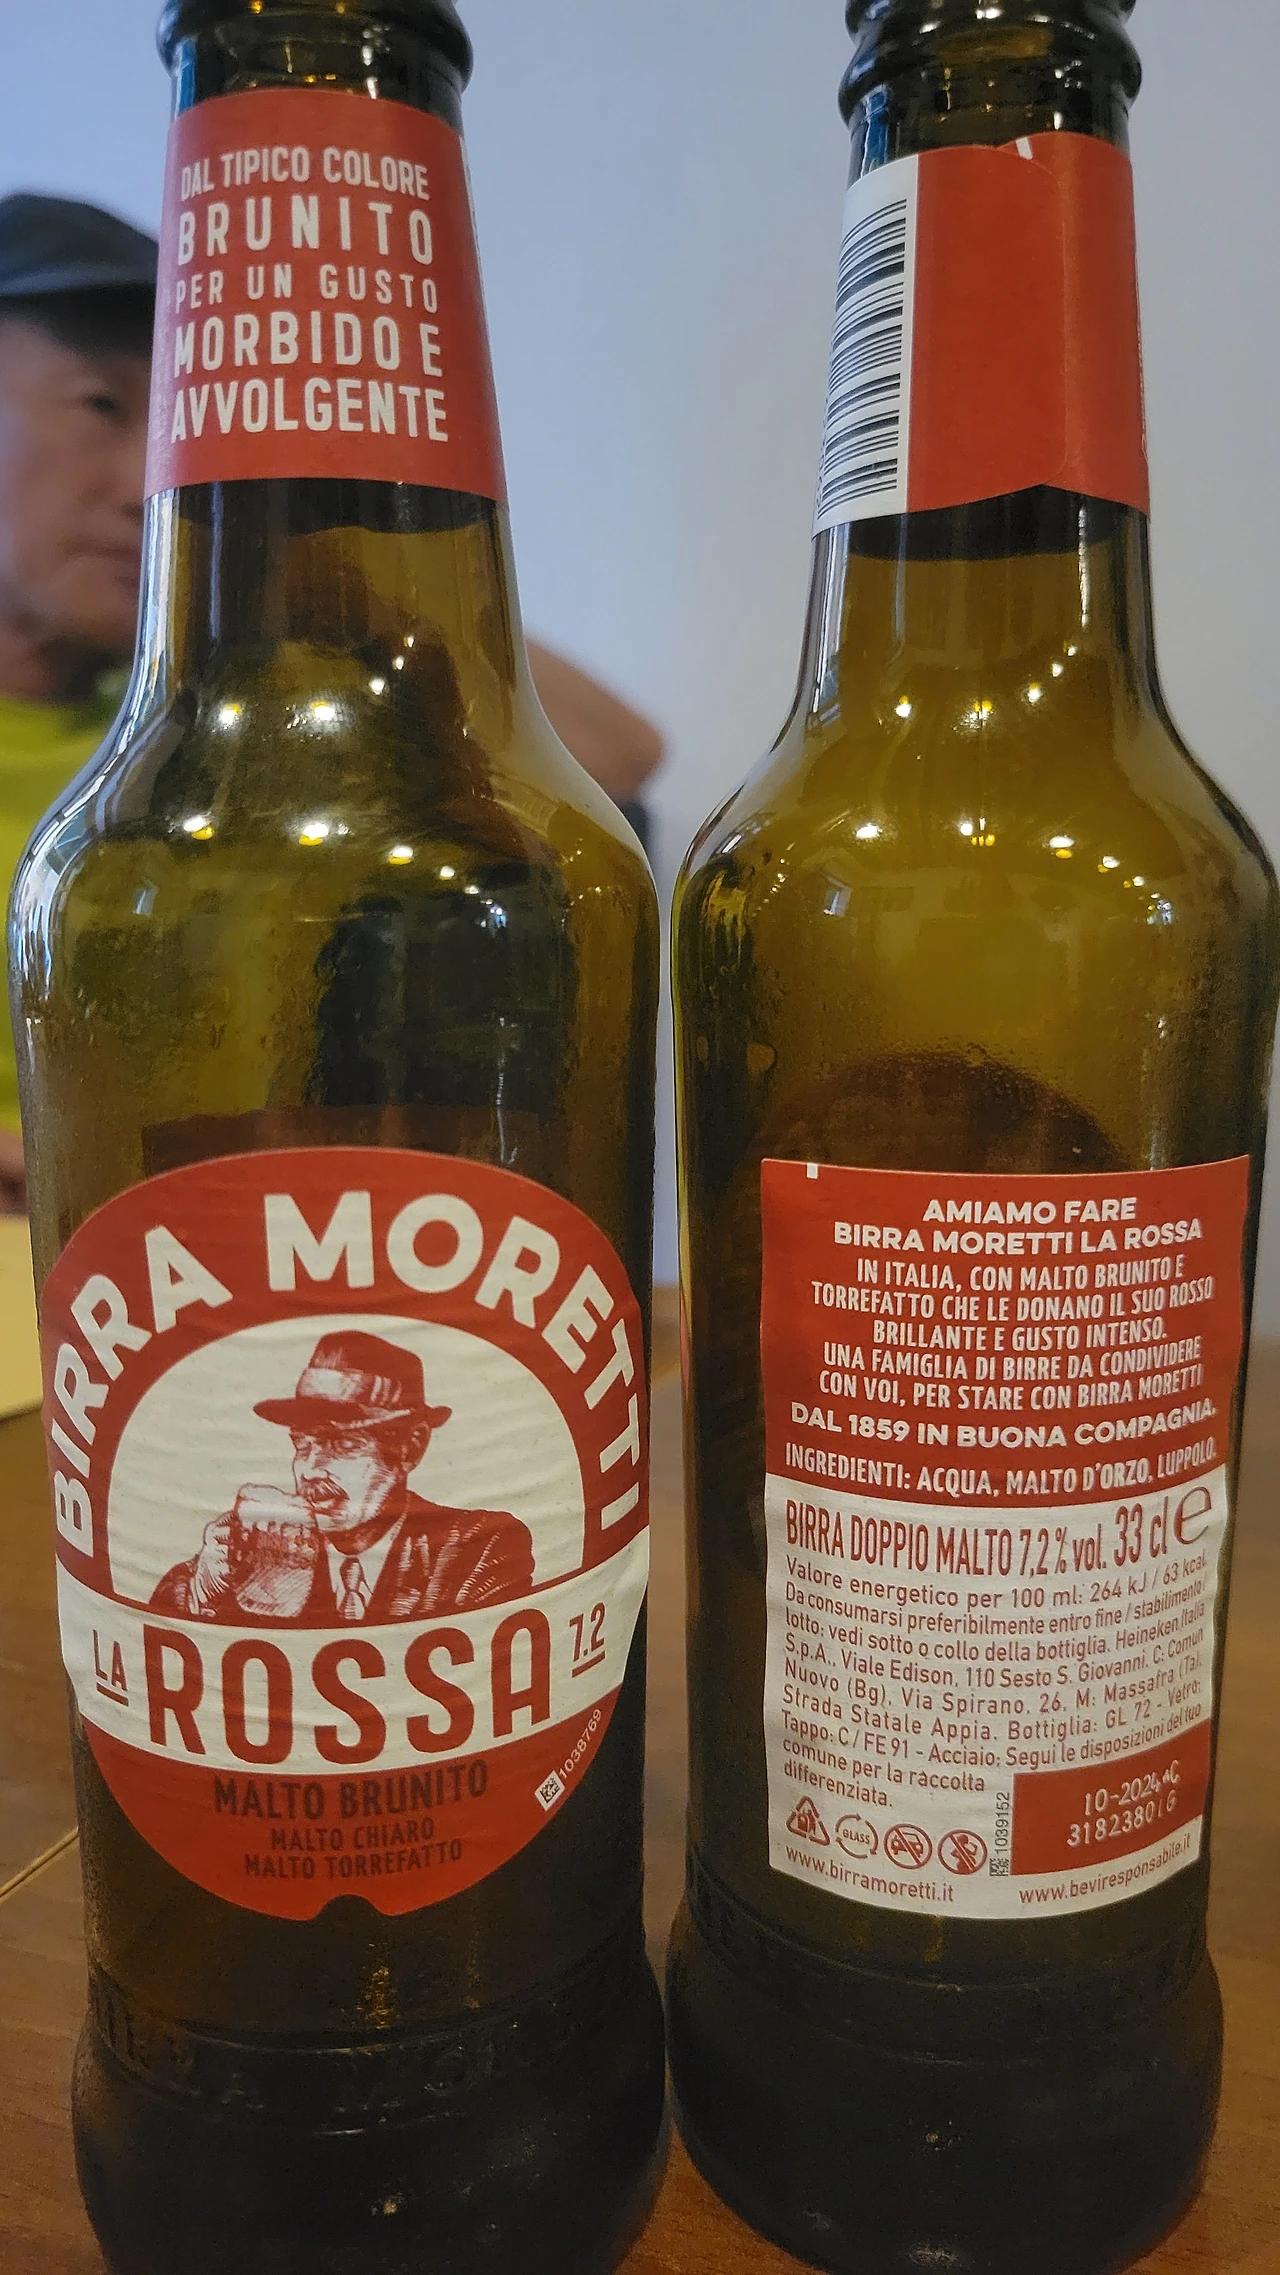 DAL TIPICO COLORE
BRUNITO
PER UN GUSTO
MORBIDO E
AVVOLGENTE
BIRRA MORETTI
LA ROSSA 7.2
MALTO BRUNITO
MALTO CHIARO
MALTO TORREFATTO
1038769
AMIAMO FARE
BIRRA MORETTI LA ROSSA
IN ITALIA, CON MALTO BRUNITO E
TORREFATTO CHE LE DONANO IL SUO ROSSO
BRILLANTE E GUSTO INTENSO.
UNA FAMIGLIA DI BIRRE DA CONDIVIDERE
CON VOI, PER STARE CON BIRRA MORETTI
DAL 1859 IN BUONA COMPAGNIA.
INGREDIENTI: ACQUA, MALTO D'ORZO, LUPPOLO.
BIRRA DOPPIO MALTO 7,2% vol. 33 cl e
Valore energetico per 100 ml: 264 kJ / 63 kcal.
Da consumarsi preferibilmente entro fine / stabilimento /
lotto: vedi sotto o collo della bottiglia. Heineken Italia
S.p.A., Viale Edison, 110 Sesto S. Giovanni. C: Comun
Nuovo (Bg), Via Spirano, 26. M: Massafra (Ta),
Strada Statale Appia. Bottiglia: GL 72 - Vetro;
Tappo: C/FE 91 - Acciaio; Segui le disposizioni del tuo
comune per la raccolta
differenziata.
GLASS
1039152
10-2024 C
3182380 G
www.birramoretti.it
www.beviresponsabile.it